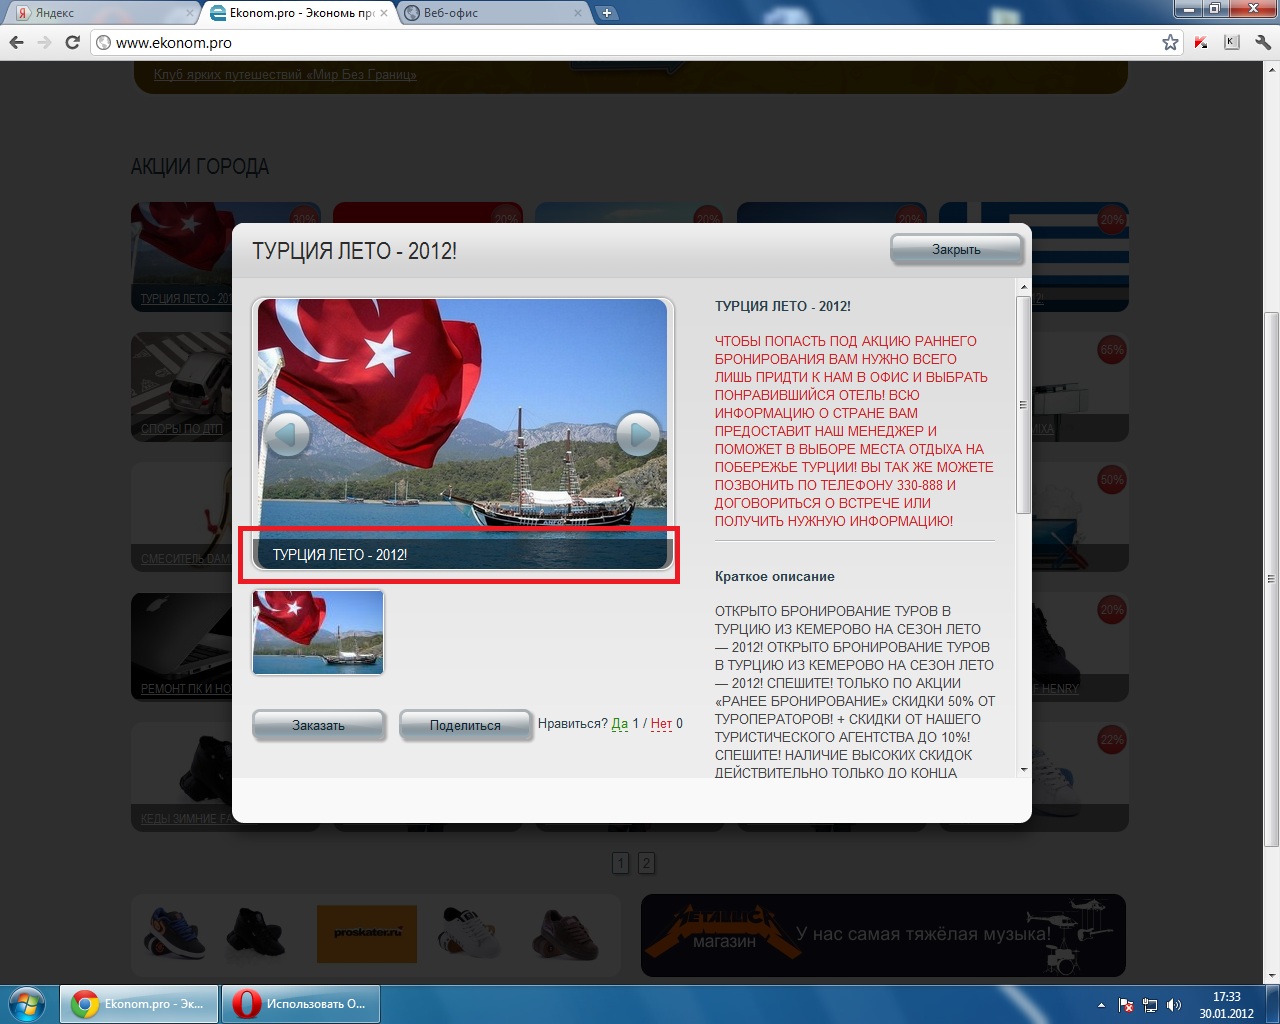 Яндекс
Ekonom.pro - Экономь пр
Веб-офис
www.ekonom.pro
Клуб ярких путешествий «Мир Без Границ»
АКЦИИ ГОРОДА
30%
20%
20%
20%
20%
ТУРЦИЯ ЛЕТО - 2012!
Закрыть
ТУРЦИЯ ЛЕТО - 201
ТУРЦИЯ ЛЕТО - 2012!
ЧТОБЫ ПОПАСТЬ ПОД АКЦИЮ РАННЕГО
БРОНИРОВАНИЯ ВАМ НУЖНО ВСЕГО
ЛИШЬ ПРИДТИ К НАМ В ОФИС И ВЫБРАТЬ
ПОНРАВИВШИЙСЯ ОТЕЛЬ! ВСЮ
ИНФОРМАЦИЮ О СТРАНЕ ВАМ
ПРЕДОСТАВИТ НАШ МЕНЕДЖЕР И
ПОМОЖЕТ В ВЫБОРЕ МЕСТА ОТДЫХА НА
ПОБЕРЕЖЬЕ ТУРЦИИ! ВЫ ТАК ЖЕ МОЖЕТЕ
ПОЗВОНИТЬ ПО ТЕЛЕФОНУ 330-888 И
ДОГОВОРИТЬСЯ О ВСТРЕЧЕ ИЛИ
ПОЛУЧИТЬ НУЖНУЮ ИНФОРМАЦИЮ!
ТУРЦИЯ ЛЕТО - 2012!
Краткое описание
ОТКРЫТО БРОНИРОВАНИЕ ТУРОВ В
ТУРЦИЮ ИЗ КЕМЕРОВО НА СЕЗОН ЛЕТО
— 2012! ОТКРЫТО БРОНИРОВАНИЕ ТУРОВ
В ТУРЦИЮ ИЗ КЕМЕРОВО НА СЕЗОН ЛЕТО
— 2012! СПЕШИТЕ! ТОЛЬКО ПО АКЦИИ
«РАНЕЕ БРОНИРОВАНИЕ» СКИДКИ 50% ОТ
ТУРОПЕРАТОРОВ! + СКИДКИ ОТ НАШЕГО
ТУРИСТИЧЕСКОГО АГЕНТСТВА ДО 10%!
СПЕШИТЕ! НАЛИЧИЕ ВЫСОКИХ СКИДОК
ДЕЙСТВИТЕЛЬНО ТОЛЬКО ДО КОНЦА
Заказать
Поделиться
Нравиться? Да 1 / Нет 0
65%
СПОРЫ ПО ДТП
50%
СМЕСИТЕЛЬ DAM
20%
РЕМОНТ ПК И НО
F HENRY
22%
КЕДЫ ЗИМНИЕ FA
1 2
proskater.ru
METALLICA
магазин
У нас самая тяжёлая музыка!
Ekonom.pro - Эк...
Использовать О...
17:33
30.01.2012